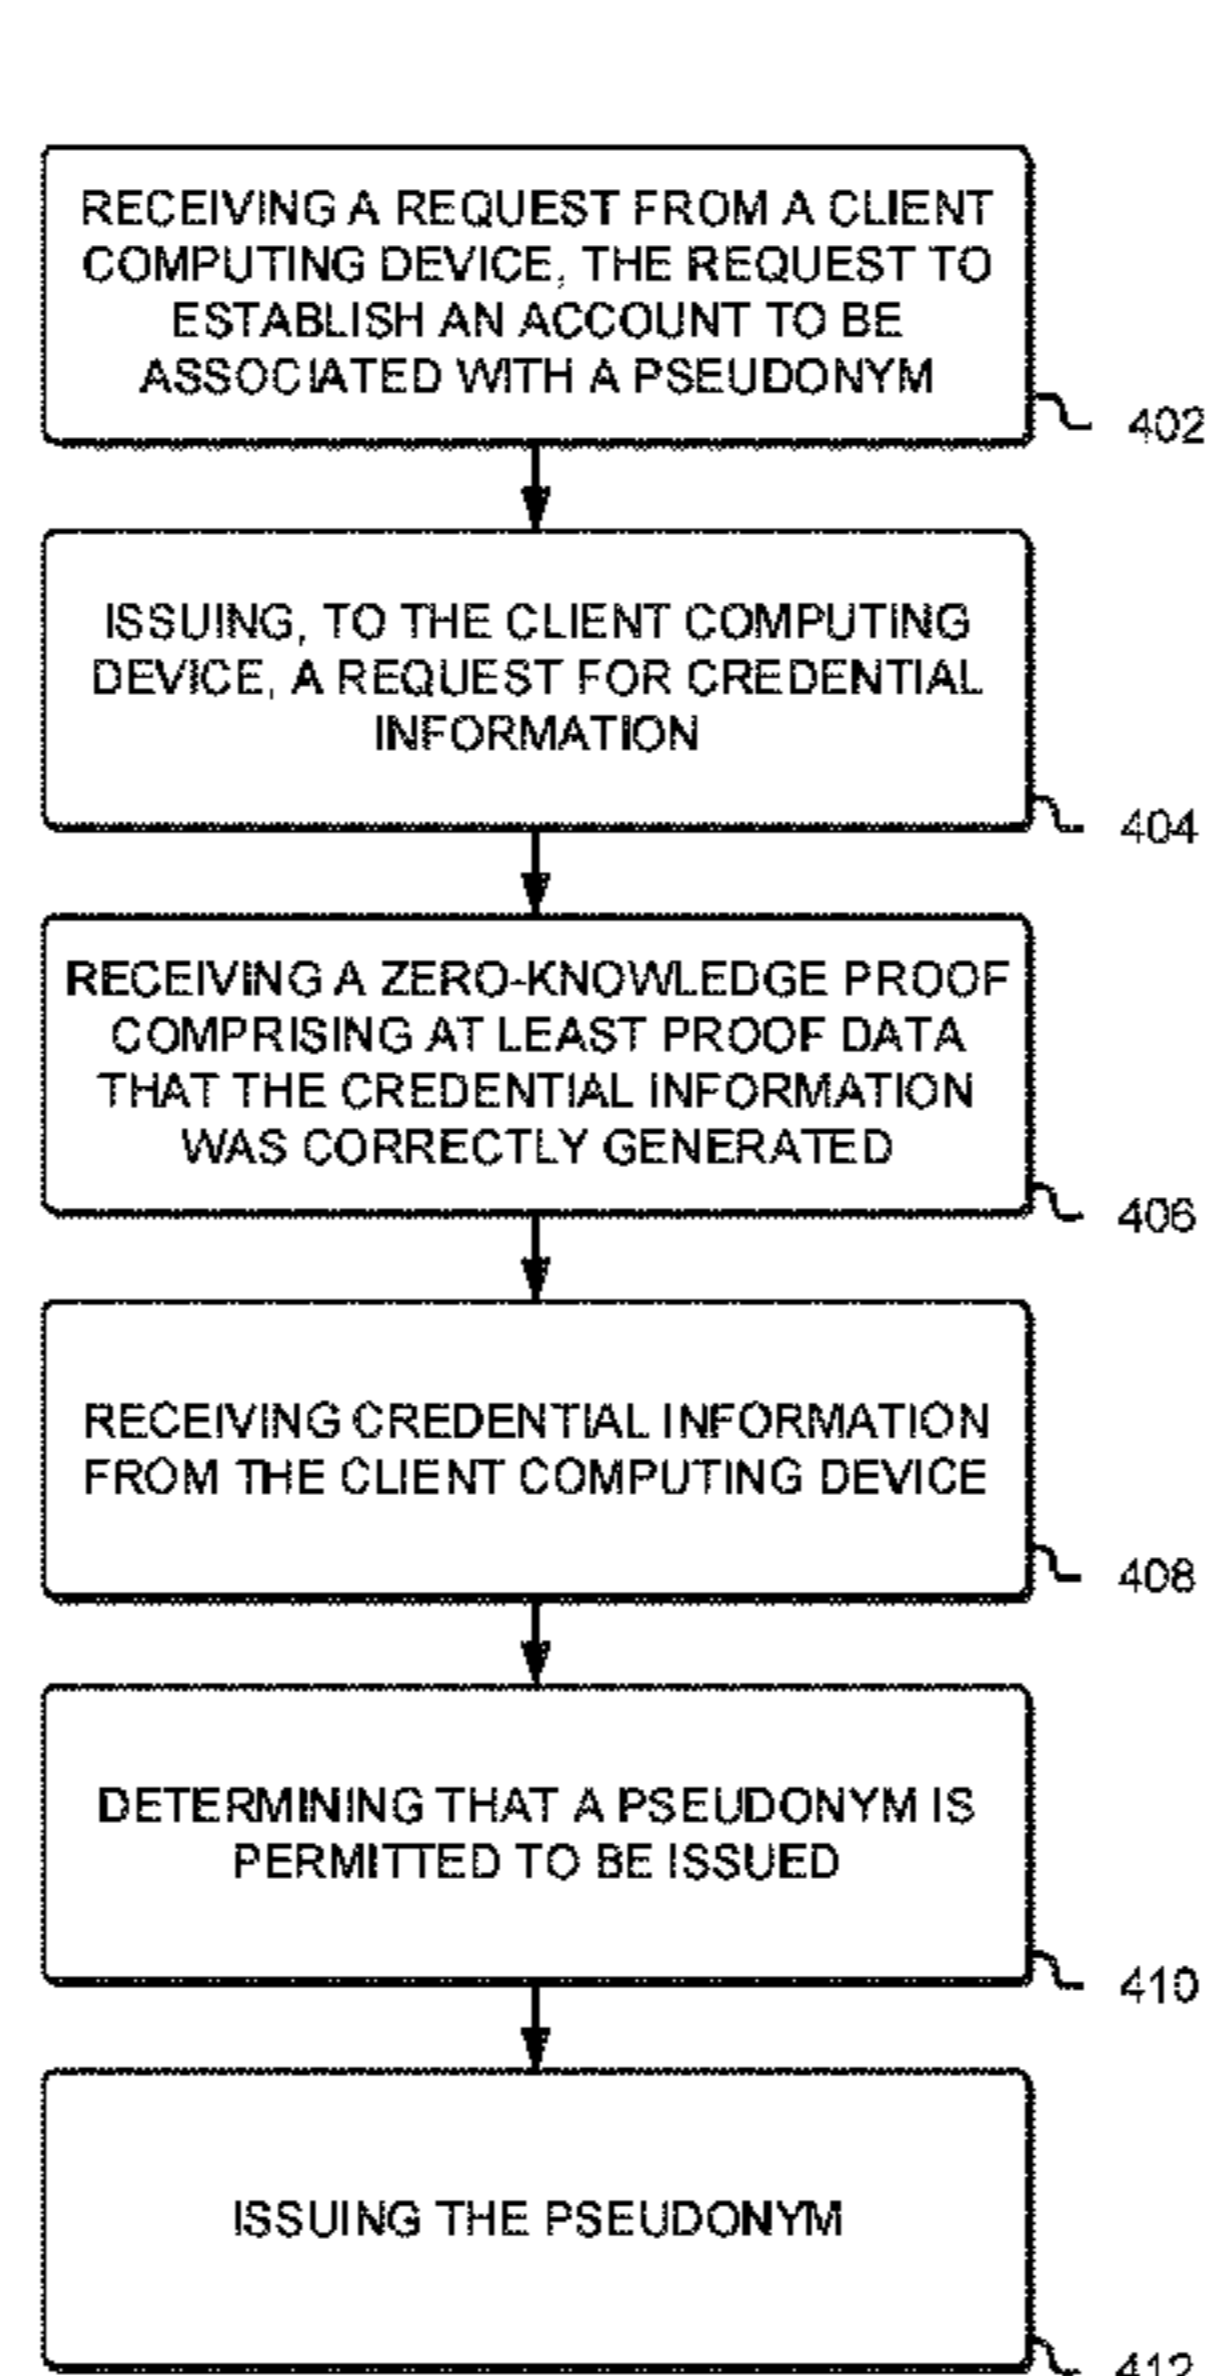 RECEIVING A REQUEST FROM A CLIENT
COMPUTING DEVICE, THE REQUEST TO
ESTABLISH AN ACCOUNT TO BE
ASSOCIATED WITH A PSEUDONYM
402
ISSUING, TO THE CLIENT COMPUTING
DEVICE, A REQUEST FOR CREDENTIAL
INFORMATION
404
RECEIVING A ZERO-KNOWLEDGE PROOF
COMPRISING AT LEAST PROOF DATA
THAT THE CREDENTIAL INFORMATION
WAS CORRECTLY GENERATED
406
RECEIVING CREDENTIAL INFORMATION
FROM THE CLIENT COMPUTING DEVICE
408
DETERMINING THAT A PSEUDONYM IS
PERMITTED TO BE ISSUED
410
ISSUING THE PSEUDONYM
412